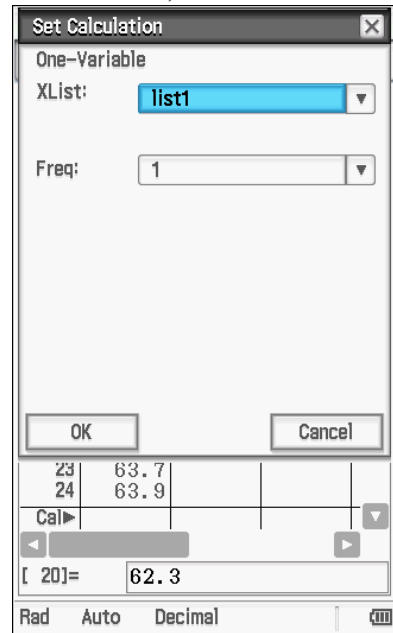 Set Calculation
One-Variable
XList: list1
Freq: 1
OK Cancel
23 63.7
24 63.9
Cal▶
[ 20]= 62.3
Rad Auto Decimal